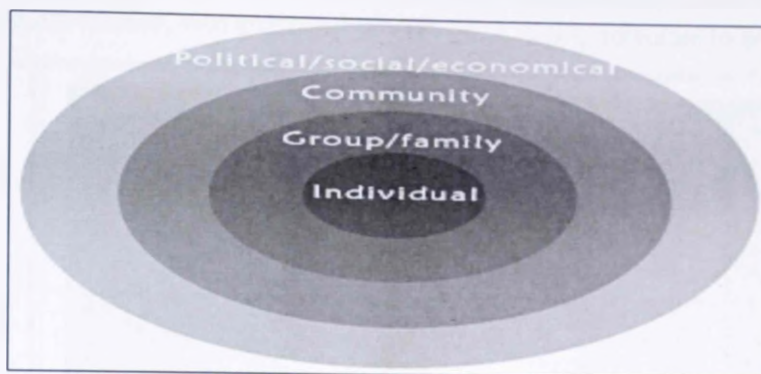 Political/social/economical
Community
Group/family
Individual